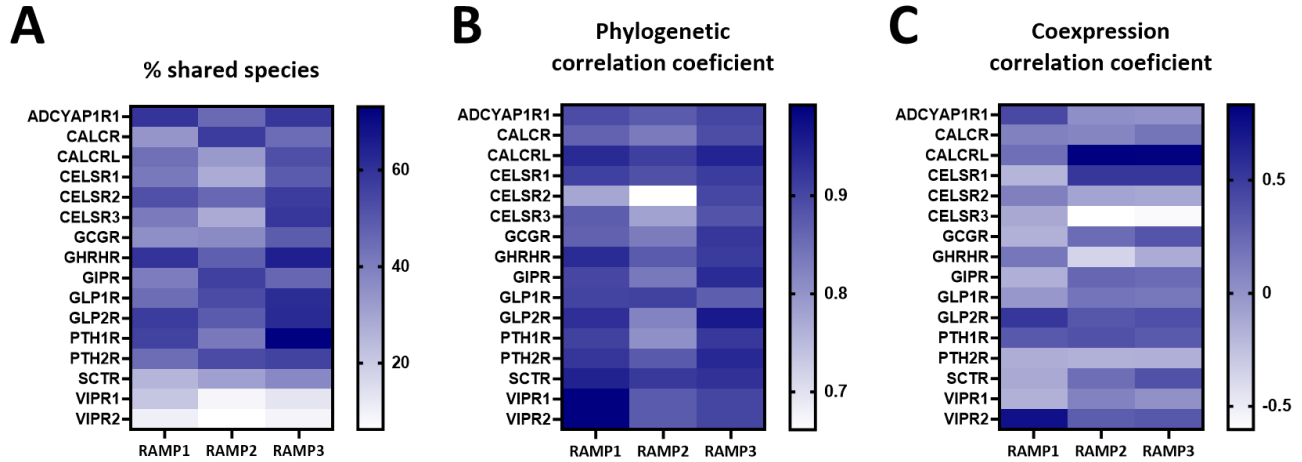 A
% shared species
ADCYAP1R1
CALCR
CALCRL
CELSR1
CELSR2
CELSR3
GCGR
GHRHR
GIPR
GLP1R
GLP2R
PTH1R
PTH2R
SCTR
VIPR1
VIPR2
RAMP1 RAMP2 RAMP3
60
40
20
B
Phylogenetic
correlation coeficient
ADCYAP1R1
CALCR
CALCRL
CELSR1
CELSR2
CELSR3
GCGR
GHRHR
GIPR
GLP1R
GLP2R
PTH1R
PTH2R
SCTR
VIPR1
VIPR2
RAMP1 RAMP2 RAMP3
0.9
0.8
0.7
C
Coexpression
correlation coeficient
ADCYAP1R1
CALCR
CALCRL
CELSR1
CELSR2
CELSR3
GCGR
GHRHR
GIPR
GLP1R
GLP2R
PTH1R
PTH2R
SCTR
VIPR1
VIPR2
RAMP1 RAMP2 RAMP3
0.5
0
-0.5